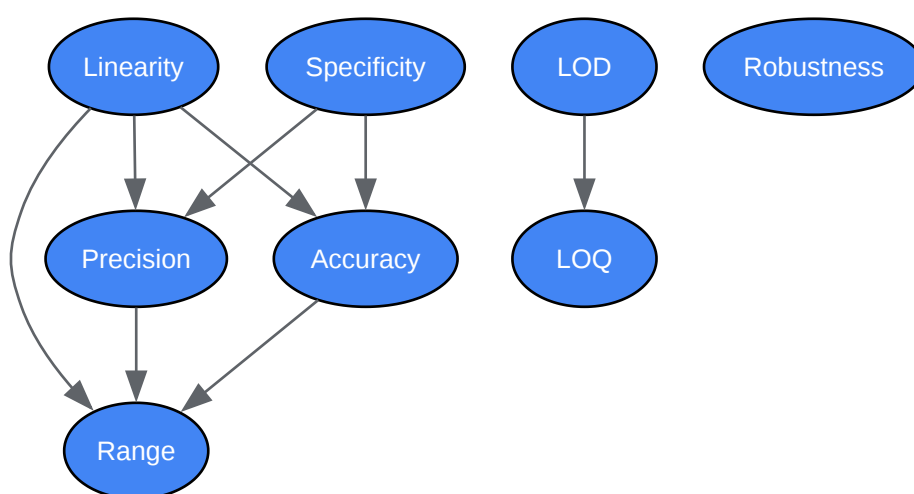 Linearity
Specificity
LOD
Robustness
Precision
Accuracy
LOQ
Range